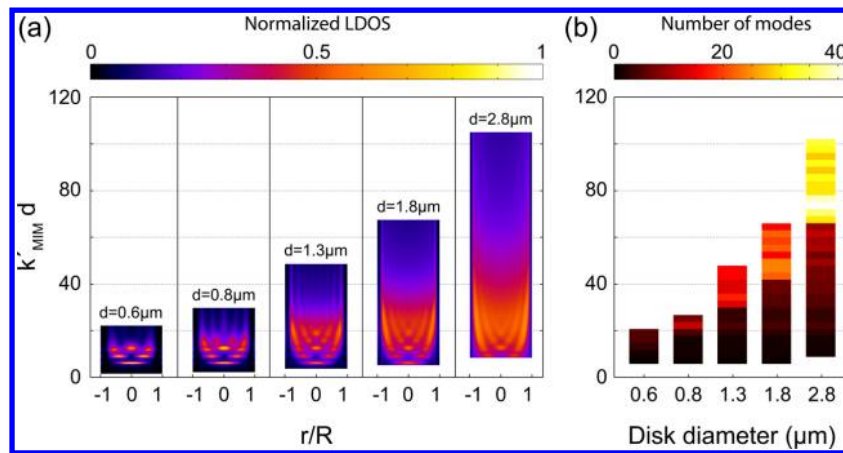 (a)
Normalized LDOS
0 0.5 1
(b)
Number of modes
0 20 40
120
80
40
0
k´MIM d
d=0.6µm
d=0.8µm
d=1.3µm
d=1.8µm
d=2.8µm
-1 0 1 -1 0 1 -1 0 1 -1 0 1 -1 0 1
r/R
120
80
40
0
0.6 0.8 1.3 1.8 2.8
Disk diameter (µm)